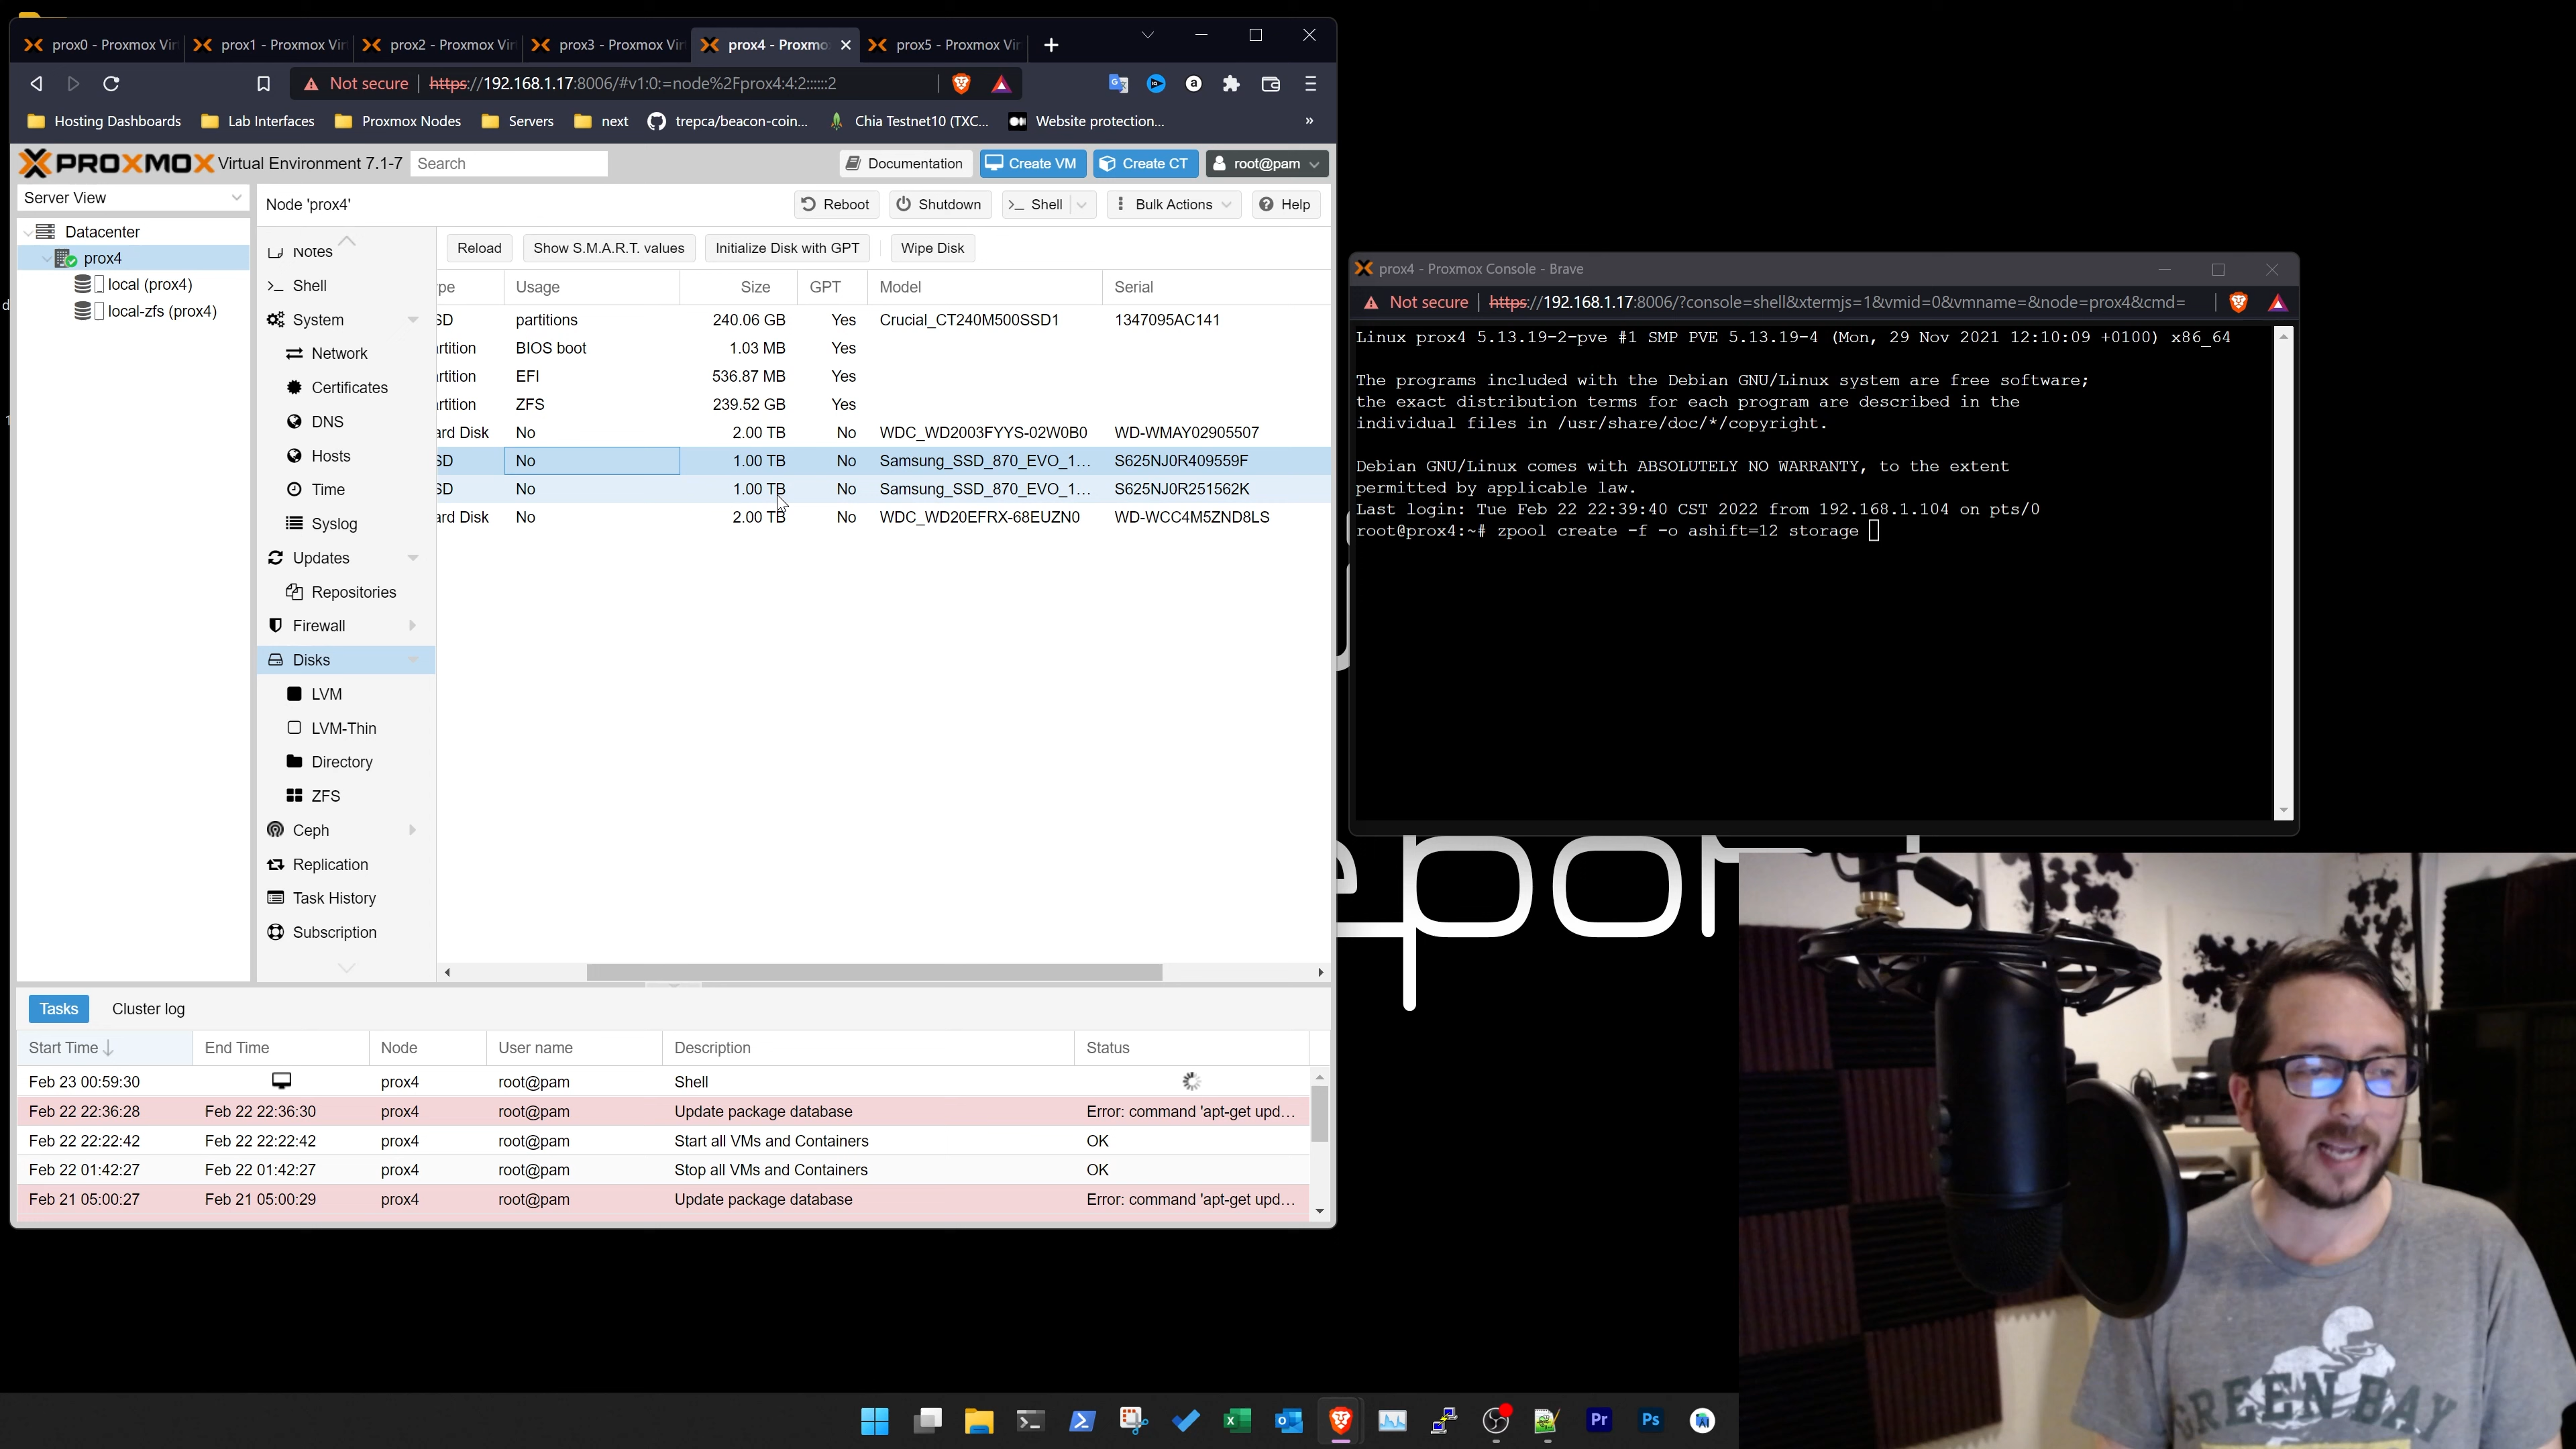 prox0 - Proxmox Vir
prox1 - Proxmox Vir
prox2 - Proxmox Vir
prox3 - Proxmox Vir
prox4 - Proxmo
prox5 - Proxmox Vir
Not secure https://192.168.1.17:8006/#v1:0:=node%2Fprox4:4:2::::::2
Hosting Dashboards
Lab Interfaces
Proxmox Nodes
Servers
next
trepca/beacon-coin...
Chia Testnet10 (TXC...
Website protection...
»
PROXMOX Virtual Environment 7.1-7
Search
Documentation
Create VM
Create CT
root@pam
Server View
Datacenter
prox4
local (prox4)
local-zfs (prox4)
Node 'prox4'
Reboot
Shutdown
Shell
Bulk Actions
Help
Notes
Shell
System
Network
Certificates
DNS
Hosts
Time
Syslog
Updates
Repositories
Firewall
Disks
LVM
LVM-Thin
Directory
ZFS
Ceph
Replication
Task History
Subscription
Reload
Show S.M.A.R.T. values
Initialize Disk with GPT
Wipe Disk
pe Usage Size GPT Model Serial
SD partitions 240.06 GB Yes Crucial_CT240M500SSD1 1347095AC141
rtition BIOS boot 1.03 MB Yes
rtition EFI 536.87 MB Yes
rtition ZFS 239.52 GB Yes
ard Disk No 2.00 TB No WDC_WD2003FYYS-02W0B0 WD-WMAY02905507
SD No 1.00 TB No Samsung_SSD_870_EVO_1... S625NJ0R409559F
SD No 1.00 TB No Samsung_SSD_870_EVO_1... S625NJ0R251562K
ard Disk No 2.00 TB No WDC_WD20EFRX-68EUZN0 WD-WCC4M5ZND8LS
Tasks
Cluster log
Start Time End Time Node User name Description Status
Feb 23 00:59:30 prox4 root@pam Shell
Feb 22 22:36:28 Feb 22 22:36:30 prox4 root@pam Update package database Error: command 'apt-get upd...
Feb 22 22:22:42 Feb 22 22:22:42 prox4 root@pam Start all VMs and Containers OK
Feb 22 01:42:27 Feb 22 01:42:27 prox4 root@pam Stop all VMs and Containers OK
Feb 21 05:00:27 Feb 21 05:00:29 prox4 root@pam Update package database Error: command 'apt-get upd...
prox4 - Proxmox Console - Brave
Not secure https://192.168.1.17:8006/?console=shell&xtermjs=1&vmid=0&vmname=&node=prox4&cmd=
Linux prox4 5.13.19-2-pve #1 SMP PVE 5.13.19-4 (Mon, 29 Nov 2021 12:10:09 +0100) x86_64
The programs included with the Debian GNU/Linux system are free software;
the exact distribution terms for each program are described in the
individual files in /usr/share/doc/*/copyright.
Debian GNU/Linux comes with ABSOLUTELY NO WARRANTY, to the extent
permitted by applicable law.
Last login: Tue Feb 22 22:39:40 CST 2022 from 192.168.1.104 on pts/0
root@prox4:~# zpool create -f -o ashift=12 storage
GREEN BAY
Pr
Ps